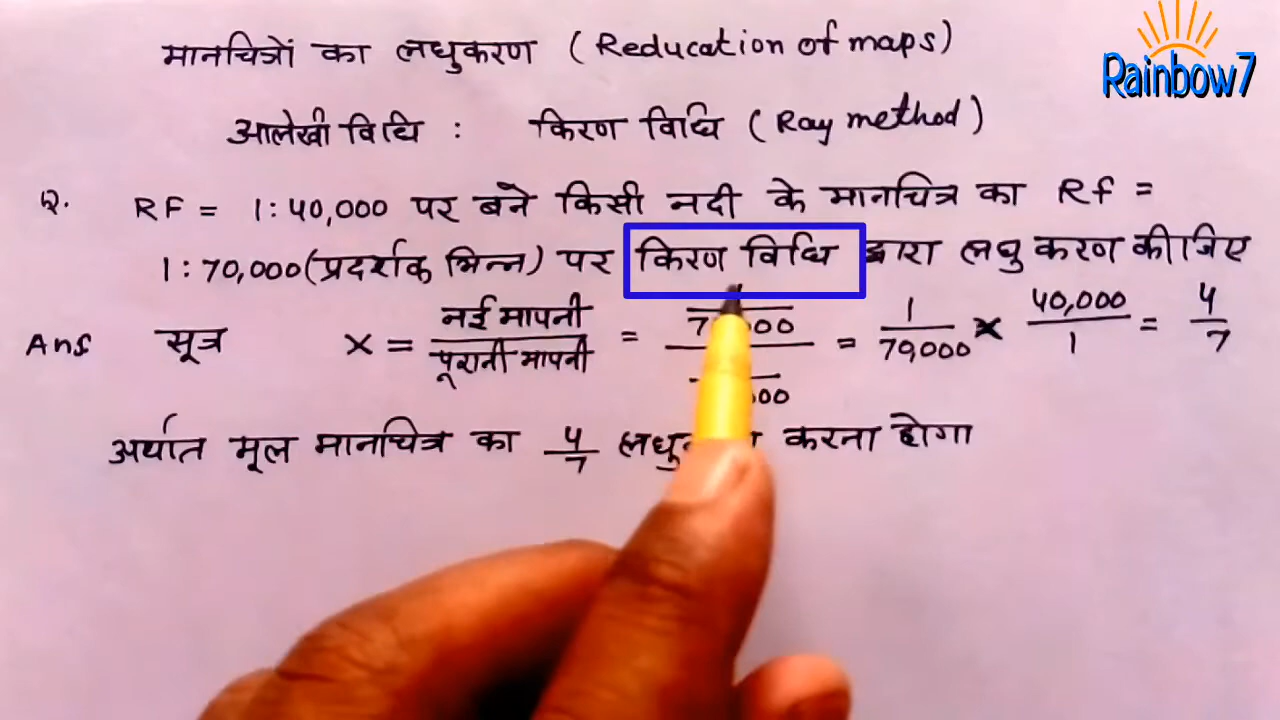 मानचित्रों का लधुकरण (Reducation of maps)
Rainbow7
आलेखी विधि : किरण विधि (Ray method)
Q. RF = 1:40,000 पर बने किसी नदी के मानचित्र का Rf =
1:70,000 (प्रदर्शक भिन्न) पर किरण विधि द्वारा लघु करण कीजिए
Ans सूत्र X = नई मापनी / पूरानी मापनी = = 1/70,000 × 40,000/1 = 4/7
अर्थात मूल मानचित्र का 4/7 करना होगा